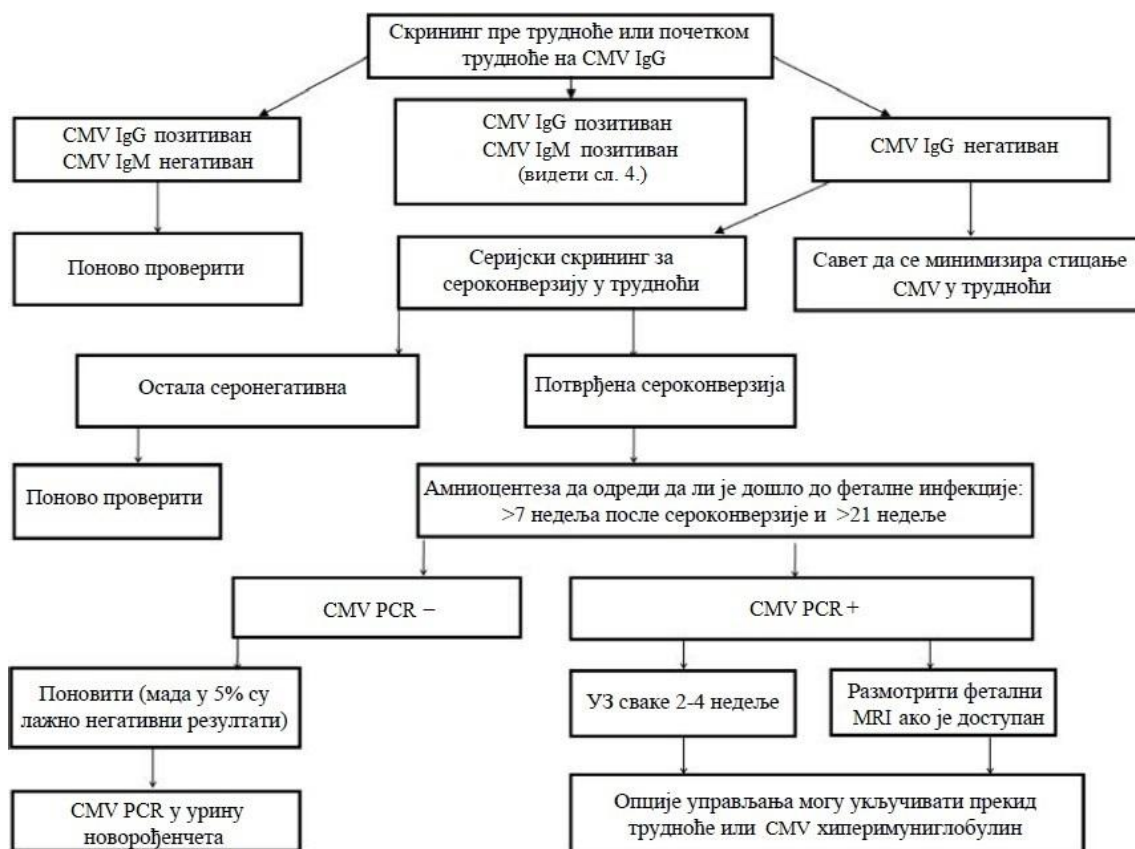 Скрининг пре трудноће или почетком
трудноће на CMV IgG
CMV IgG позитиван
CMV IgM негативан
CMV IgG позитиван
CMV IgM позитиван
(видети сл. 4.)
CMV IgG негативан
Поново проверити
Серијски скрининг за
сероконверзију у трудноћи
Савет да се минимизира стицање
CMV у трудноћи
Остала серонегативна
Потврђена сероконверзија
Поново проверити
Амниоцентеза да одреди да ли је дошло до феталне инфекције:
>7 недеља после сероконверзије и >21 недеље
CMV PCR −
CMV PCR +
Поновити (мада у 5% су
лажно негативни резултати)
УЗ сваке 2-4 недеље
Размотрити фетални
MRI ако је доступан
CMV PCR у урину
новорођенчета
Опције управљања могу укључивати прекид
трудноће или CMV хиперимуниглобулин